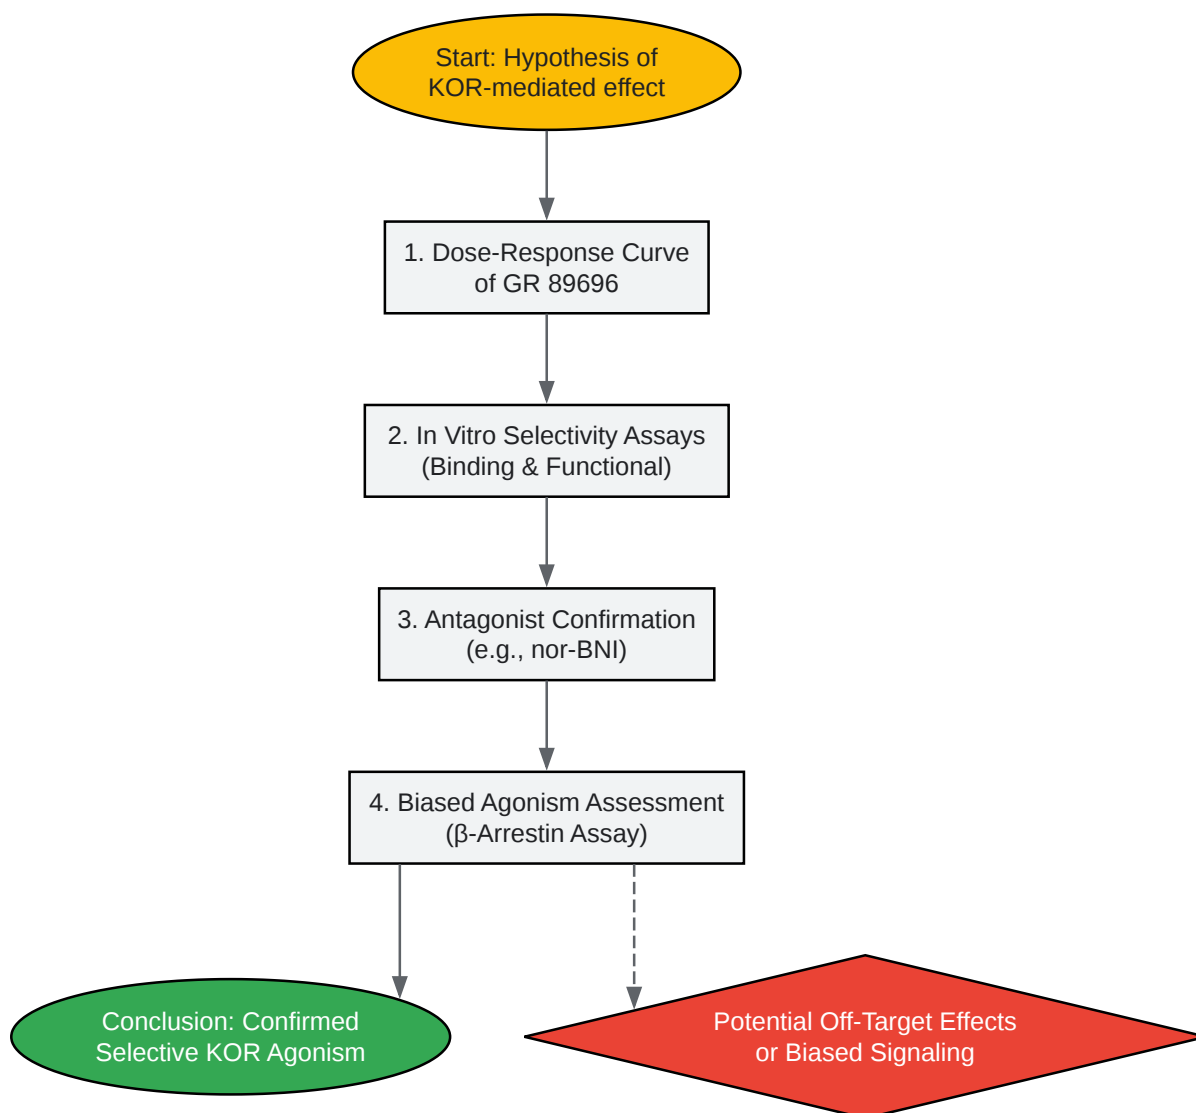 Start: Hypothesis of
KOR-mediated effect
1. Dose-Response Curve
of GR 89696
2. In Vitro Selectivity Assays
(Binding & Functional)
3. Antagonist Confirmation
(e.g., nor-BNI)
4. Biased Agonism Assessment
(β-Arrestin Assay)
Conclusion: Confirmed
Selective KOR Agonism
Potential Off-Target Effects
or Biased Signaling